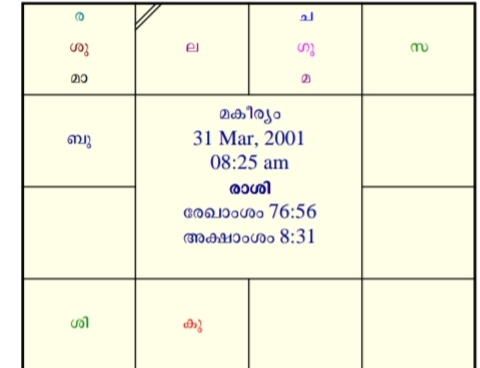 ര
ശു
മാ
ല
ച
ഗു
മ
സ
ബു
മകീര്യം
31 Mar, 2001
08:25 am
രാശി
രേഖാംശം 76:56
അക്ഷാംശം 8:31
ശി
കു